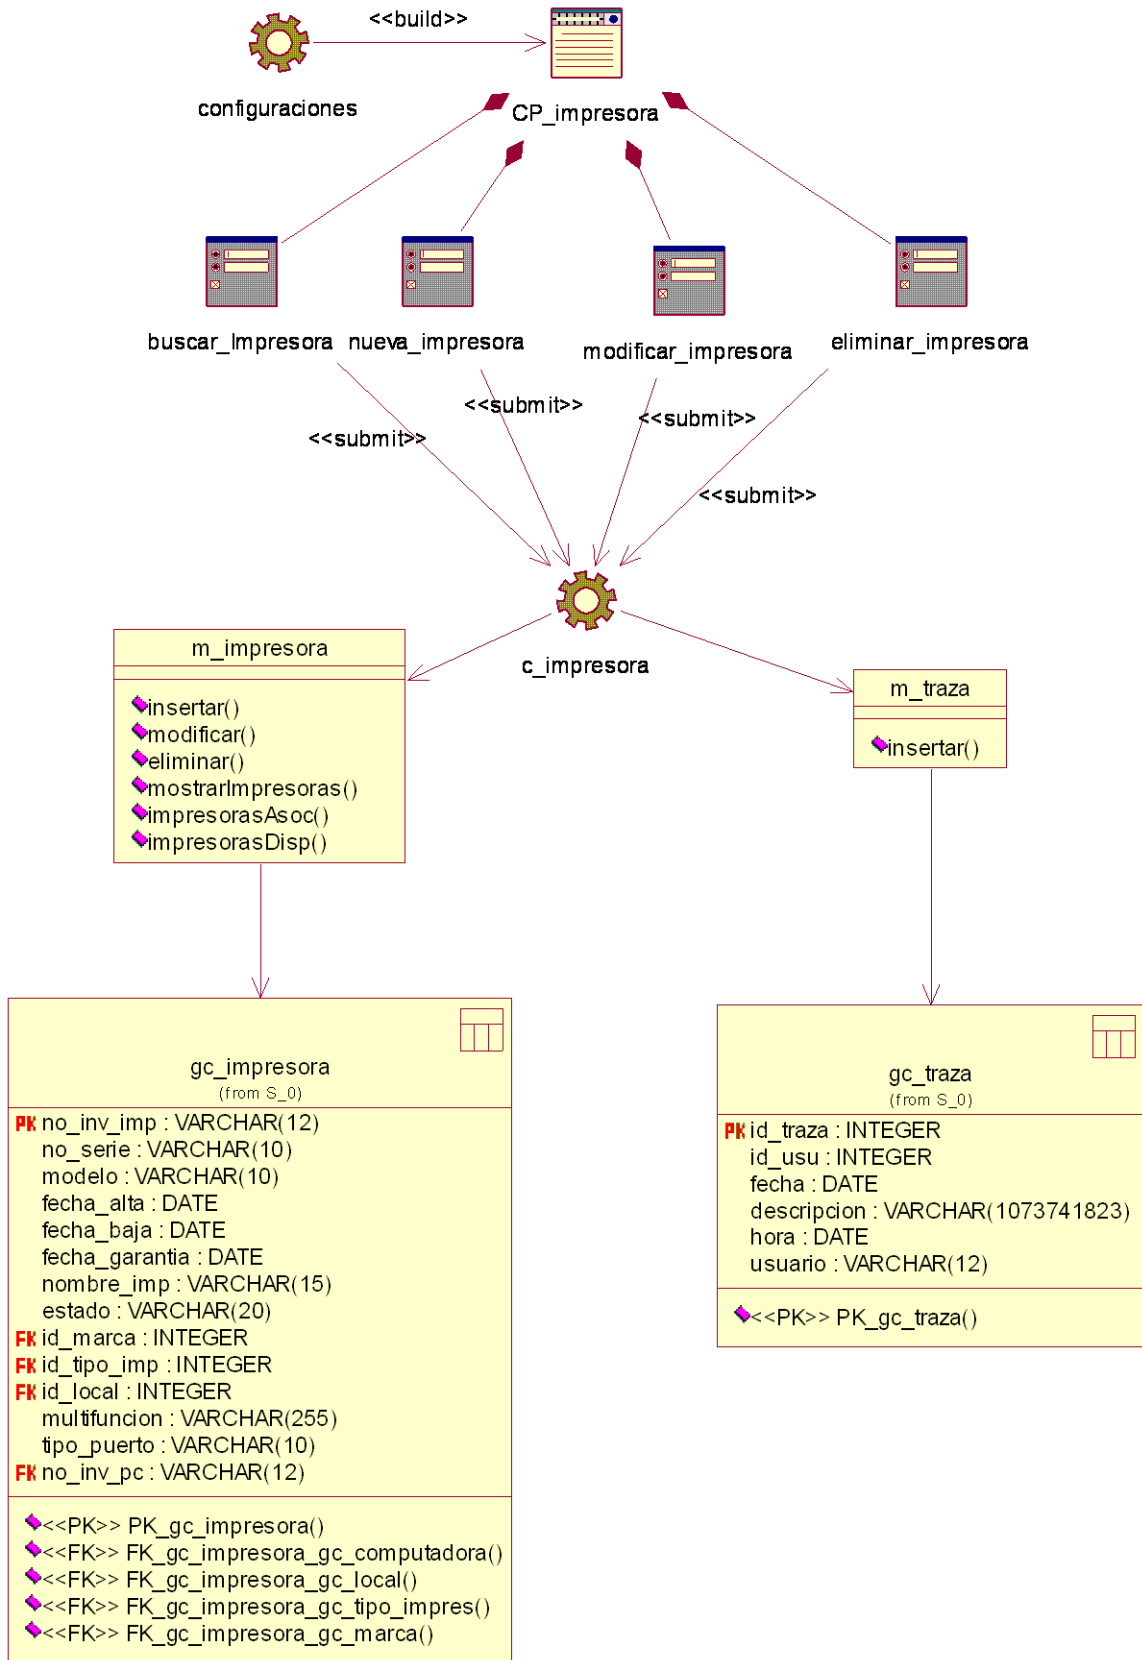 <<build>>
configuraciones
CP_impresora
buscar_Impresora
nueva_impresora
modificar_impresora
eliminar_impresora
<<submit>>
<<submit>>
<<submit>>
<<submit>>
c_impresora
m_impresora
insertar()
modificar()
eliminar()
mostrarImpresoras()
impresorasAsoc()
impresorasDisp()
m_traza
insertar()
gc_impresora
(from S_0)
PK no_inv_imp : VARCHAR(12)
no_serie : VARCHAR(10)
modelo : VARCHAR(10)
fecha_alta : DATE
fecha_baja : DATE
fecha_garantia : DATE
nombre_imp : VARCHAR(15)
estado : VARCHAR(20)
FK id_marca : INTEGER
FK id_tipo_imp : INTEGER
FK id_local : INTEGER
multifuncion : VARCHAR(255)
tipo_puerto : VARCHAR(10)
FK no_inv_pc : VARCHAR(12)
<<PK>> PK_gc_impresora()
<<FK>> FK_gc_impresora_gc_computadora()
<<FK>> FK_gc_impresora_gc_local()
<<FK>> FK_gc_impresora_gc_tipo_impres()
<<FK>> FK_gc_impresora_gc_marca()
gc_traza
(from S_0)
PK id_traza : INTEGER
id_usu : INTEGER
fecha : DATE
descripcion : VARCHAR(1073741823)
hora : DATE
usuario : VARCHAR(12)
<<PK>> PK_gc_traza()